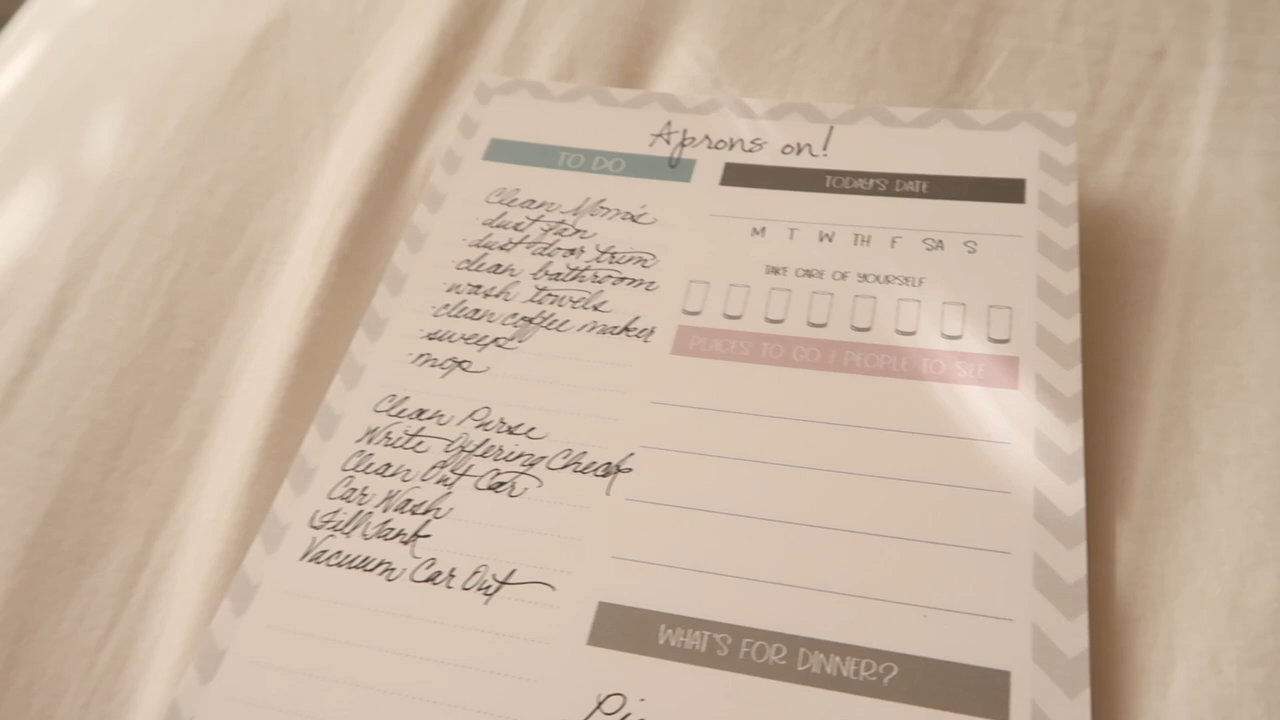 Aprons on!
TO DO
Clean Mom's
-dust fan
-dust door trim
-clean bathroom
-wash towels
-clean coffee maker
-sweep
-mop
Clean Purse
Write Offering Check
Clean Out Car
Car Wash
Fill Tank
Vacuum Car Out
TODAY'S DATE
M T W TH F SA S
TAKE CARE OF YOURSELF
PLACES TO GO / PEOPLE TO SEE
WHAT'S FOR DINNER?